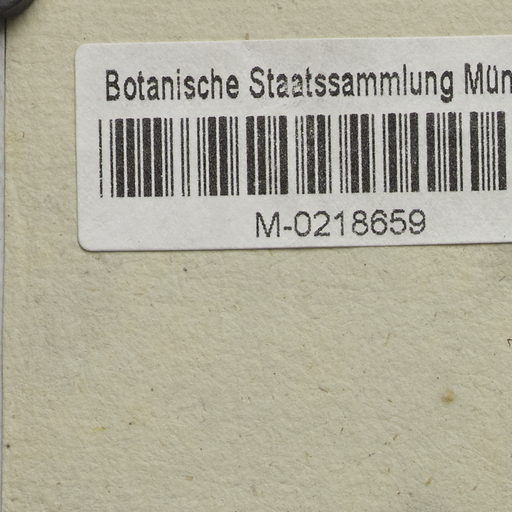 Botanische Staatssammlung Mün
M-0218659